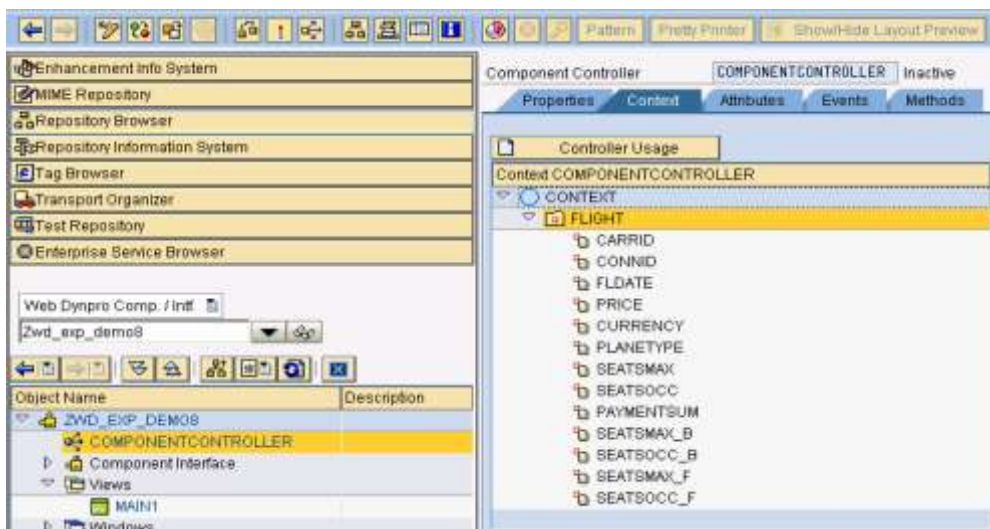 Pattern Pretty Printer Show/Hide Layout Preview
Enhancement Info System
MIME Repository
Repository Browser
Repository Information System
Tag Browser
Transport Organizer
Test Repository
Enterprise Service Browser
Web Dynpro Comp. / Intf.
Zwd_exp_demo8
Object Name Description
ZWD_EXP_DEMO8
COMPONENTCONTROLLER
Component Interface
Views
MAIN1
Windows
Component Controller COMPONENTCONTROLLER Inactive
Properties Context Attributes Events Methods
Controller Usage
Context COMPONENTCONTROLLER
CONTEXT
FLIGHT
CARRID
CONNID
FLDATE
PRICE
CURRENCY
PLANETYPE
SEATSMAX
SEATSOCC
PAYMENTSUM
SEATSMAX_B
SEATSOCC_B
SEATSMAX_F
SEATSOCC_F